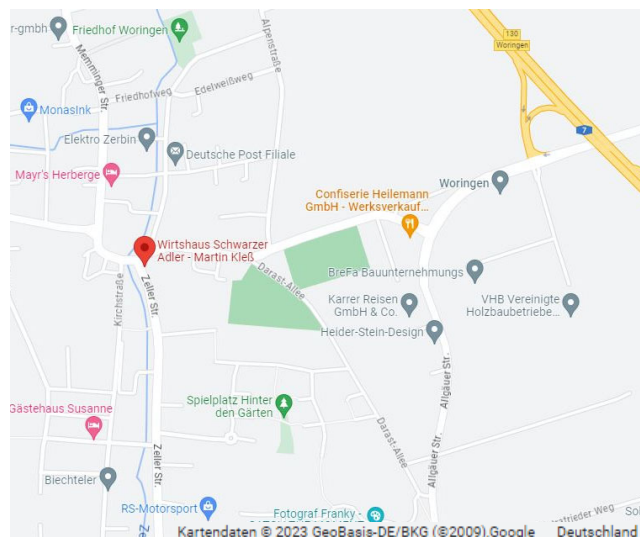 r-gmbh
Friedhof Woringen
Memminger Str.
Alpenstraße
130
Woringen
Edelweißweg
Friedhofweg
MonasInk
7
Elektro Zerbin
Deutsche Post Filiale
Mayr's Herberge
Woringen
Confiserie Heilemann
GmbH - Werksverkauf...
Wirtshaus Schwarzer
Adler - Martin Kleß
Zeller Str.
Kirchstraße
Darast-Allee
BreFa Bauunternehmungs
Karrer Reisen
GmbH & Co.
VHB Vereinigte
Holzbaubetriebe...
Heider-Stein-Design
Allgäuer Str.
Spielplatz Hinter
den Gärten
Gästehaus Susanne
Darast-Allee
Allgäuer Str.
Zeller Str.
Biechteler
RS-Motorsport
Fotograf Franky -
Kartendaten © 2023 GeoBasis-DE/BKG (©2009),Google
Deutschland